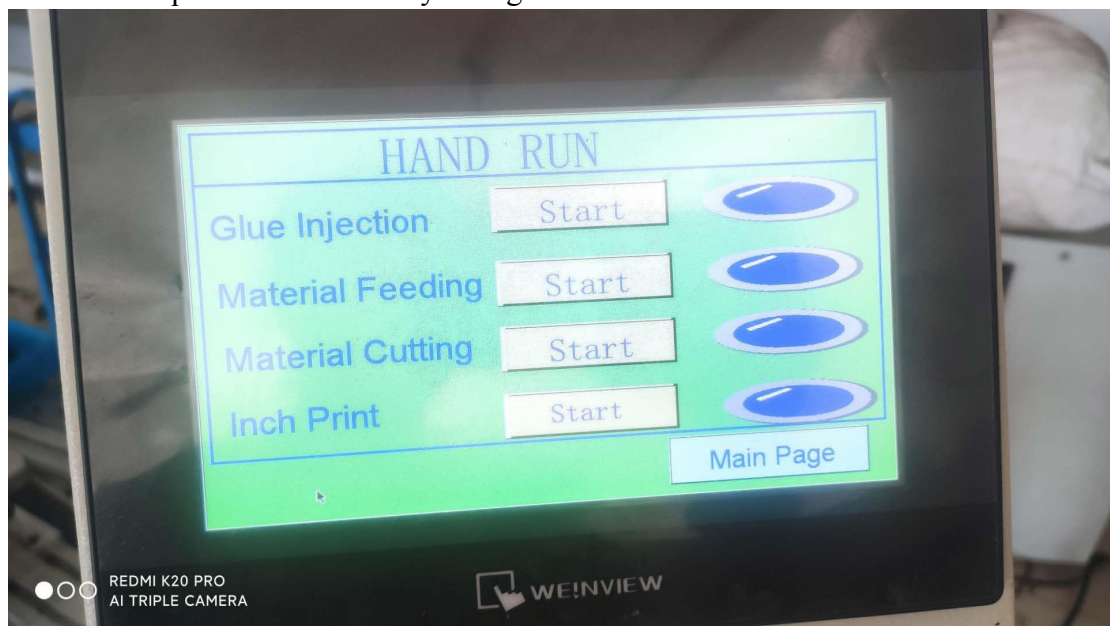 HAND RUN
Glue Injection Start
Material Feeding Start
Material Cutting Start
Inch Print Start
Main Page
WEINVIEW
REDMI K20 PRO
AI TRIPLE CAMERA